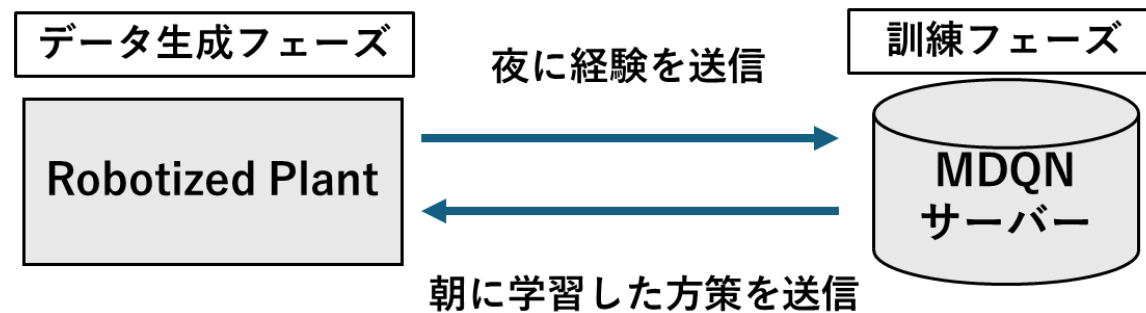 データ生成フェーズ
訓練フェーズ
夜に経験を送信
Robotized Plant
MDQN
サーバー
朝に学習した方策を送信